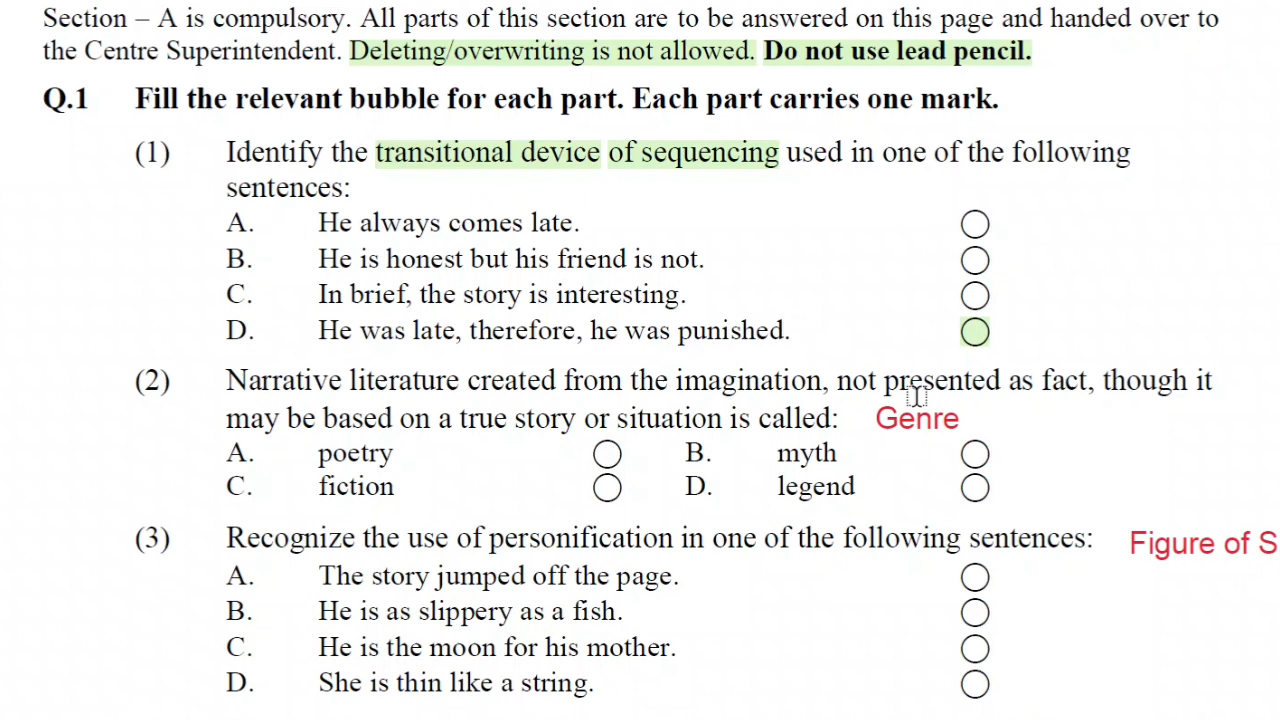 Section – A is compulsory. All parts of this section are to be answered on this page and handed over to
the Centre Superintendent. Deleting/overwriting is not allowed. Do not use lead pencil.
Q.1 Fill the relevant bubble for each part. Each part carries one mark.
(1) Identify the transitional device of sequencing used in one of the following
sentences:
A. He always comes late.
B. He is honest but his friend is not.
C. In brief, the story is interesting.
D. He was late, therefore, he was punished.
(2) Narrative literature created from the imagination, not presented as fact, though it
may be based on a true story or situation is called: Genre
A. poetry B. myth
C. fiction D. legend
(3) Recognize the use of personification in one of the following sentences: Figure of S
A. The story jumped off the page.
B. He is as slippery as a fish.
C. He is the moon for his mother.
D. She is thin like a string.